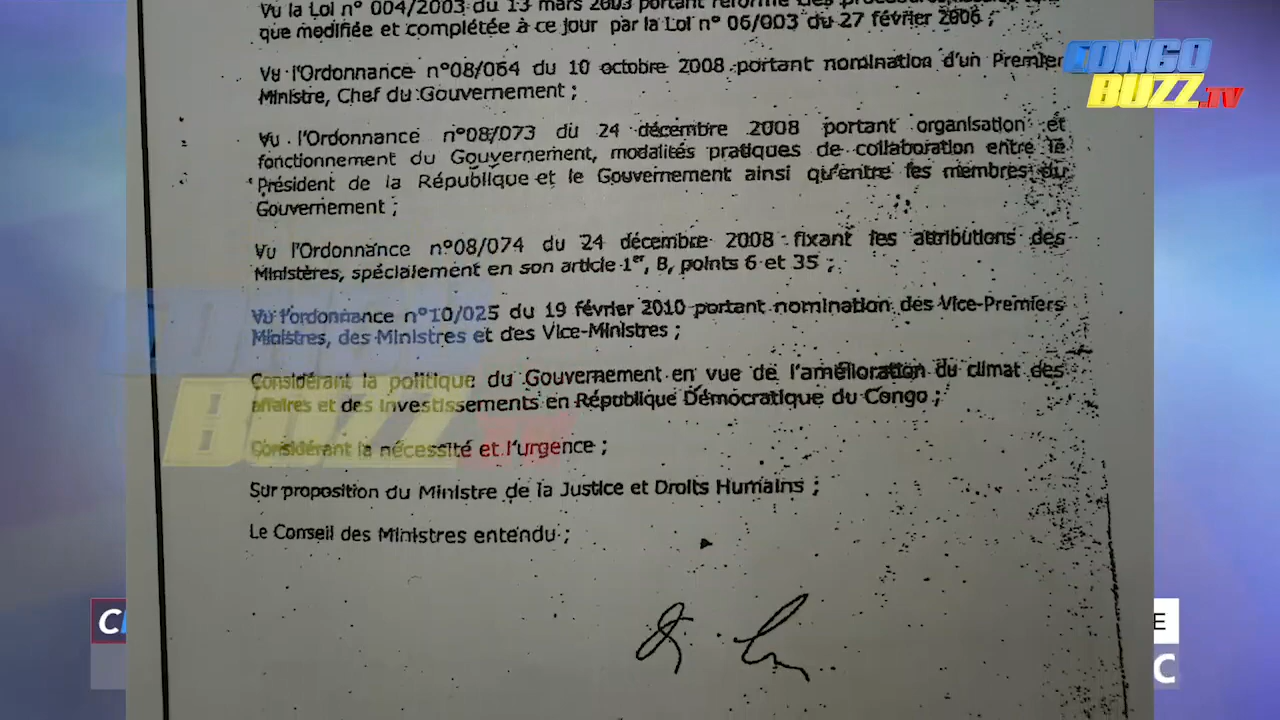 Vu la Loi n° 004/2003 du 13 mars 2003 portant réforme des procédures
que modifiée et complétée à ce jour par la Loi n° 06/003 du 27 février 2006 ;
Vu l'Ordonnance n°08/064 du 10 octobre 2008 portant nomination d'un Premier
Ministre, Chef du Gouvernement ;
Vu l'Ordonnance n°08/073 du 24 décembre 2008 portant organisation et
fonctionnement du Gouvernement, modalités pratiques de collaboration entre le
Président de la République et le Gouvernement ainsi qu'entre les membres du
Gouvernement ;
Vu l'Ordonnance n°08/074 du 24 décembre 2008 fixant les attributions des
Ministères, spécialement en son article 1er, B, points 6 et 35 ;
Vu l'ordonnance n°10/025 du 19 février 2010 portant nomination des Vice-Premiers
Ministres, des Ministres et des Vice-Ministres ;
Considérant la politique du Gouvernement en vue de l'amélioration du climat des
affaires et des investissements en République Démocratique du Congo ;
Considérant la nécessité et l'urgence ;
Sur proposition du Ministre de la Justice et Droits Humains ;
Le Conseil des Ministres entendu ;
CONGO
BUZZ.TV
CONGO
BUZZ.TV
C
E
C